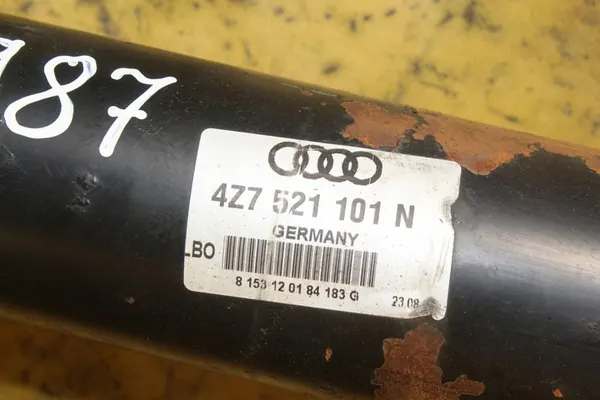 787
4Z7 521 101 N
GERMANY
LBO
8 153 12 01 84 183 G
23 08